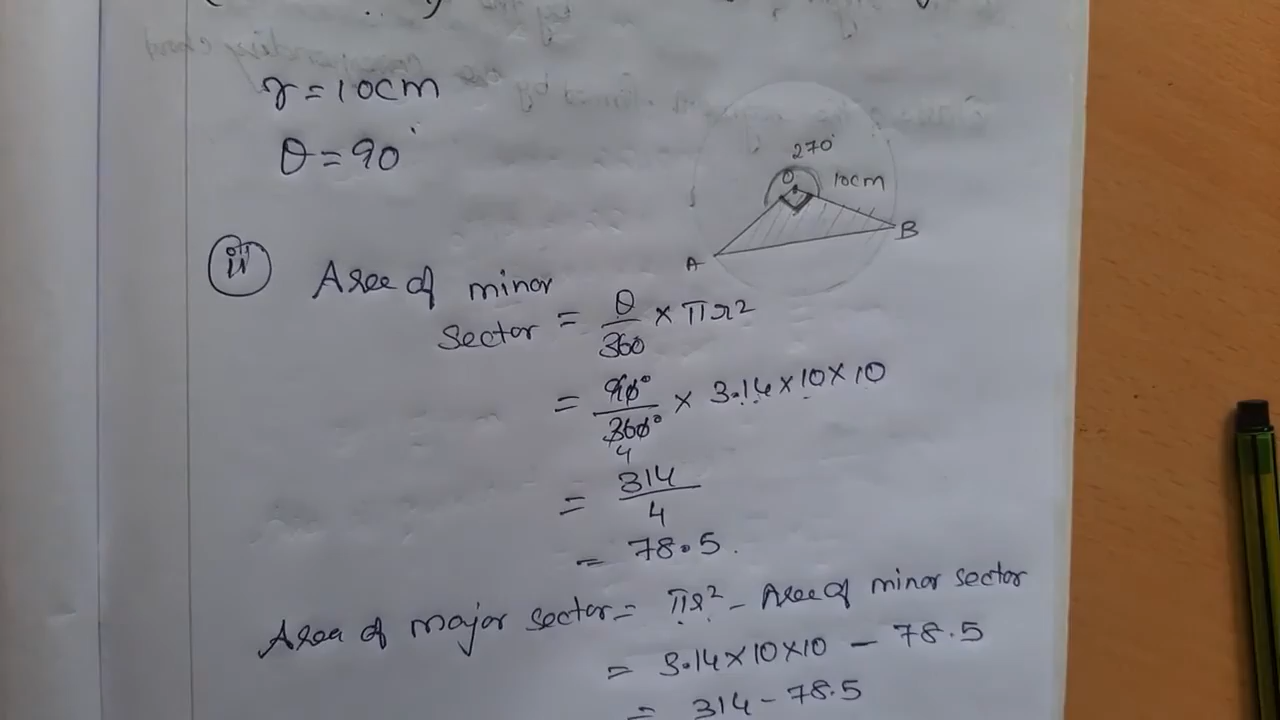 r = 10cm
θ = 90°
270°
O
10cm
A
B
(ii) Area of minor
sector = θ/360 × πr²
= 90°/360° × 3.14 × 10 × 10
4
= 314/4
= 78.5.
Area of major sector = πr² - Area of minor sector
= 3.14 × 10 × 10 - 78.5
= 314 - 78.5